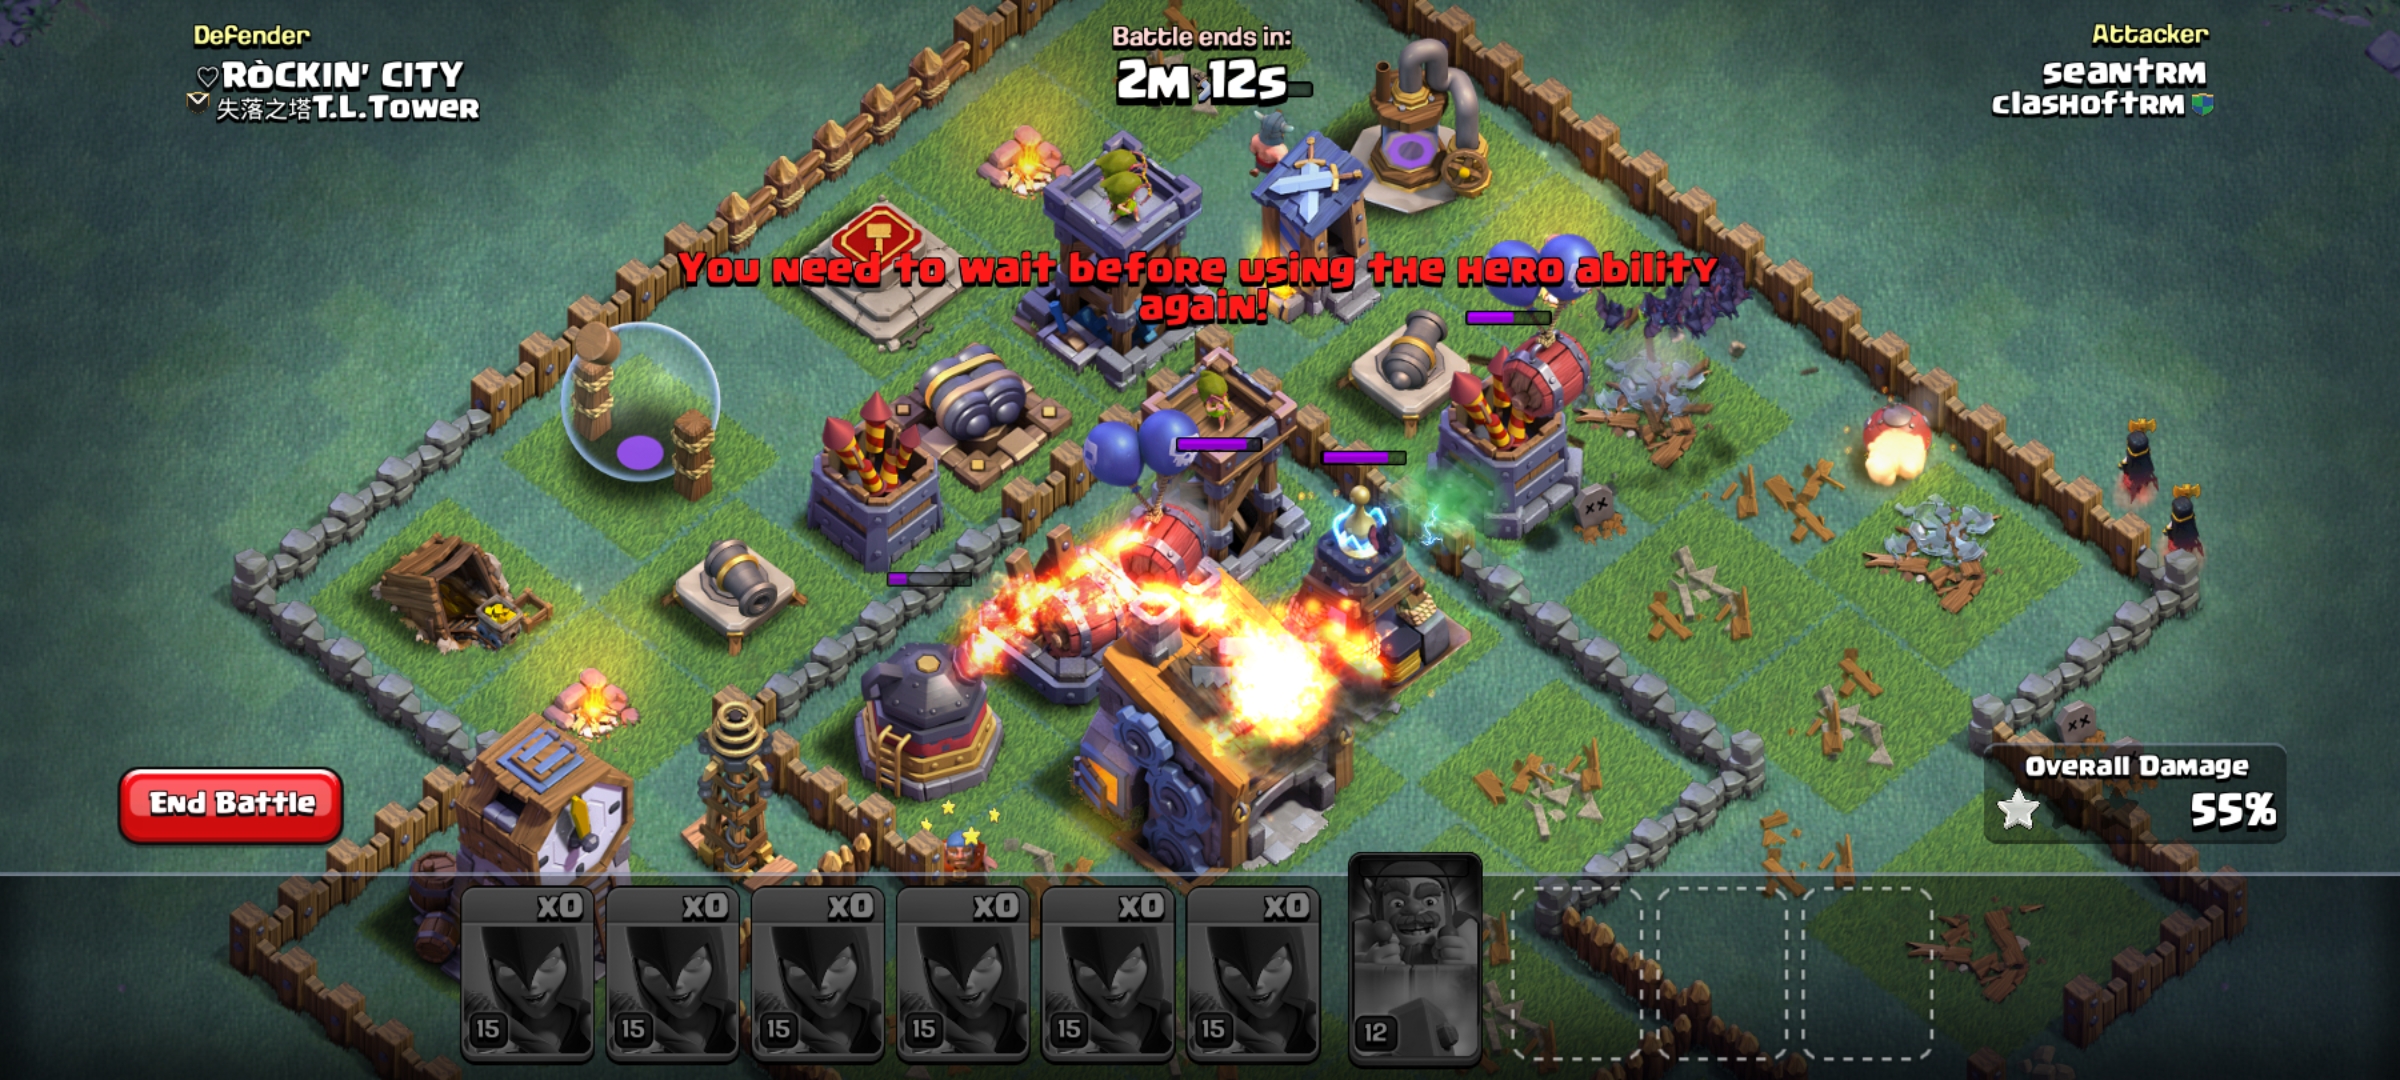 Defender
♡RÒCKIN' CITY
失落之塔T.L.Tower
Battle ends in:
2M 12s
Attacker
seantRM
clashoftRM
You need to wait before using the Hero ability
again!
End Battle
Overall Damage
55%
x0
x0
x0
x0
x0
x0
15
15
15
15
15
15
12